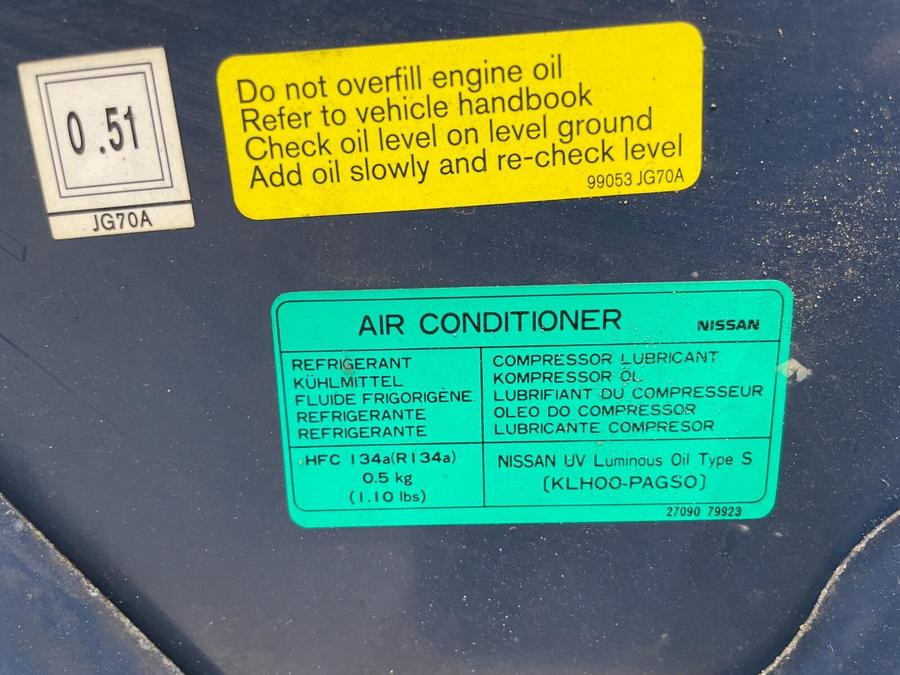 0.51
JG70A
Do not overfill engine oil
Refer to vehicle handbook
Check oil level on level ground
Add oil slowly and re-check level
99053 JG70A
AIR CONDITIONER
NISSAN
REFRIGERANT
KÜHLMITTEL
FLUIDE FRIGORIGÈNE
REFRIGERANTE
REFRIGERANTE
COMPRESSOR LUBRICANT
KOMPRESSOR ÖL
LUBRIFIANT DU COMPRESSEUR
OLEO DO COMPRESSOR
LUBRICANTE COMPRESOR
HFC 134a(R134a)
0.5 kg
(1.10 lbs)
NISSAN UV Luminous Oil Type S
(KLH00-PAGS0)
27090 79923